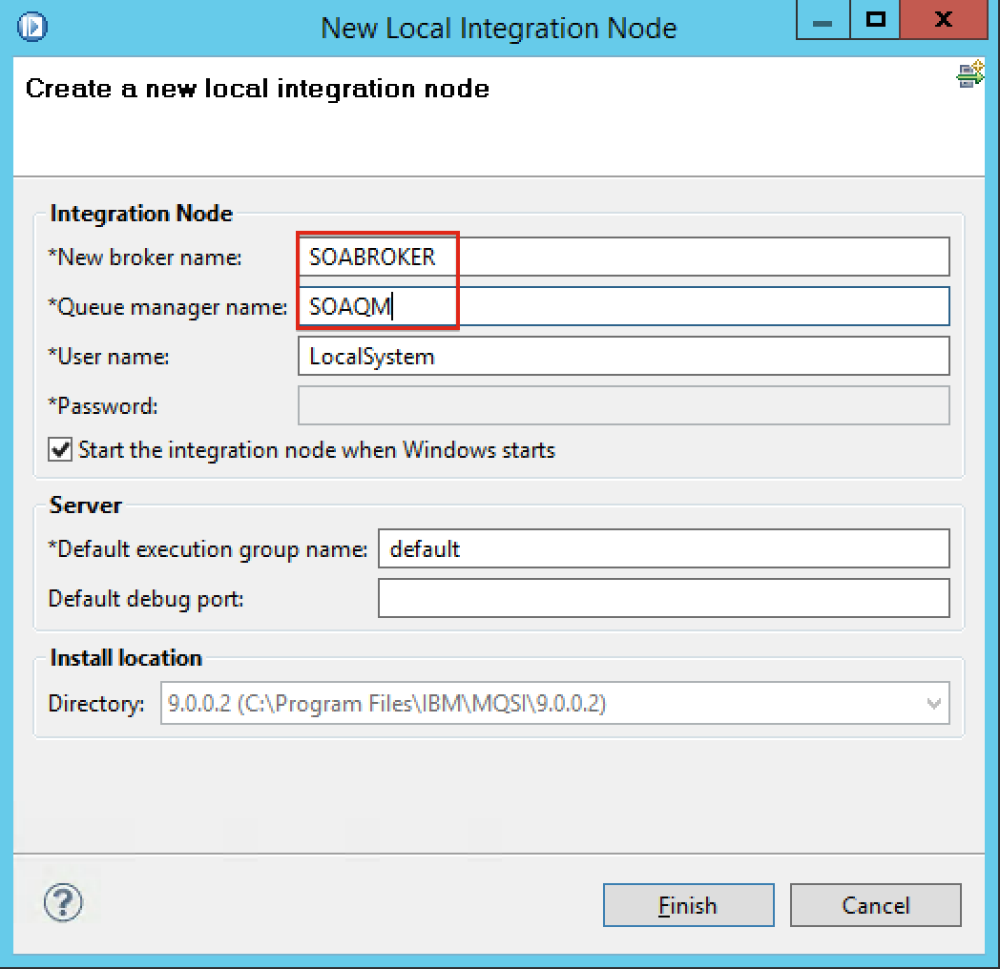 New Local Integration Node
Create a new local integration node
Integration Node
*New broker name: SOABROKER
*Queue manager name: SOAQM
*User name: LocalSystem
*Password:
Start the integration node when Windows starts
Server
*Default execution group name: default
Default debug port:
Install location
Directory: 9.0.0.2 (C:\Program Files\IBM\MQSI\9.0.0.2)
Finish Cancel